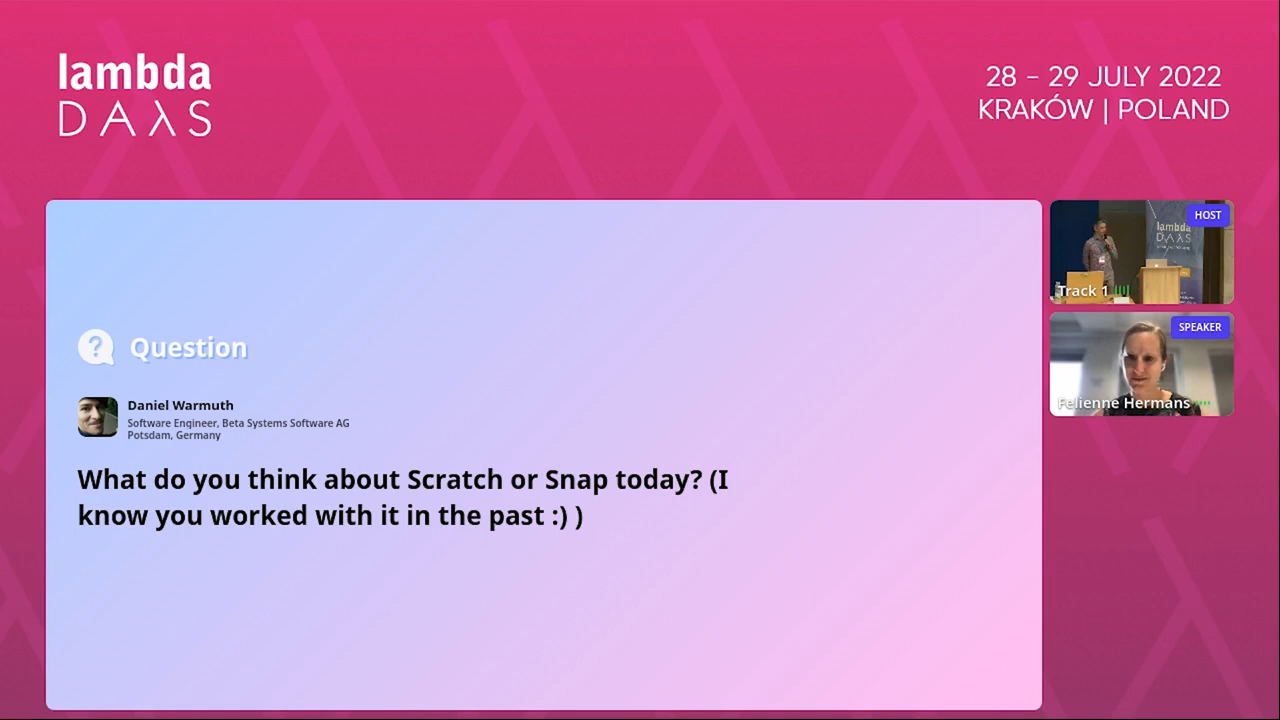 lambda
DAλS
28 – 29 JULY 2022
KRAKÓW | POLAND
HOST
lambda
DAλS
Track 1
SPEAKER
Felienne Hermans
Question
Daniel Warmuth
Software Engineer, Beta Systems Software AG
Potsdam, Germany
What do you think about Scratch or Snap today? (I
know you worked with it in the past :) )